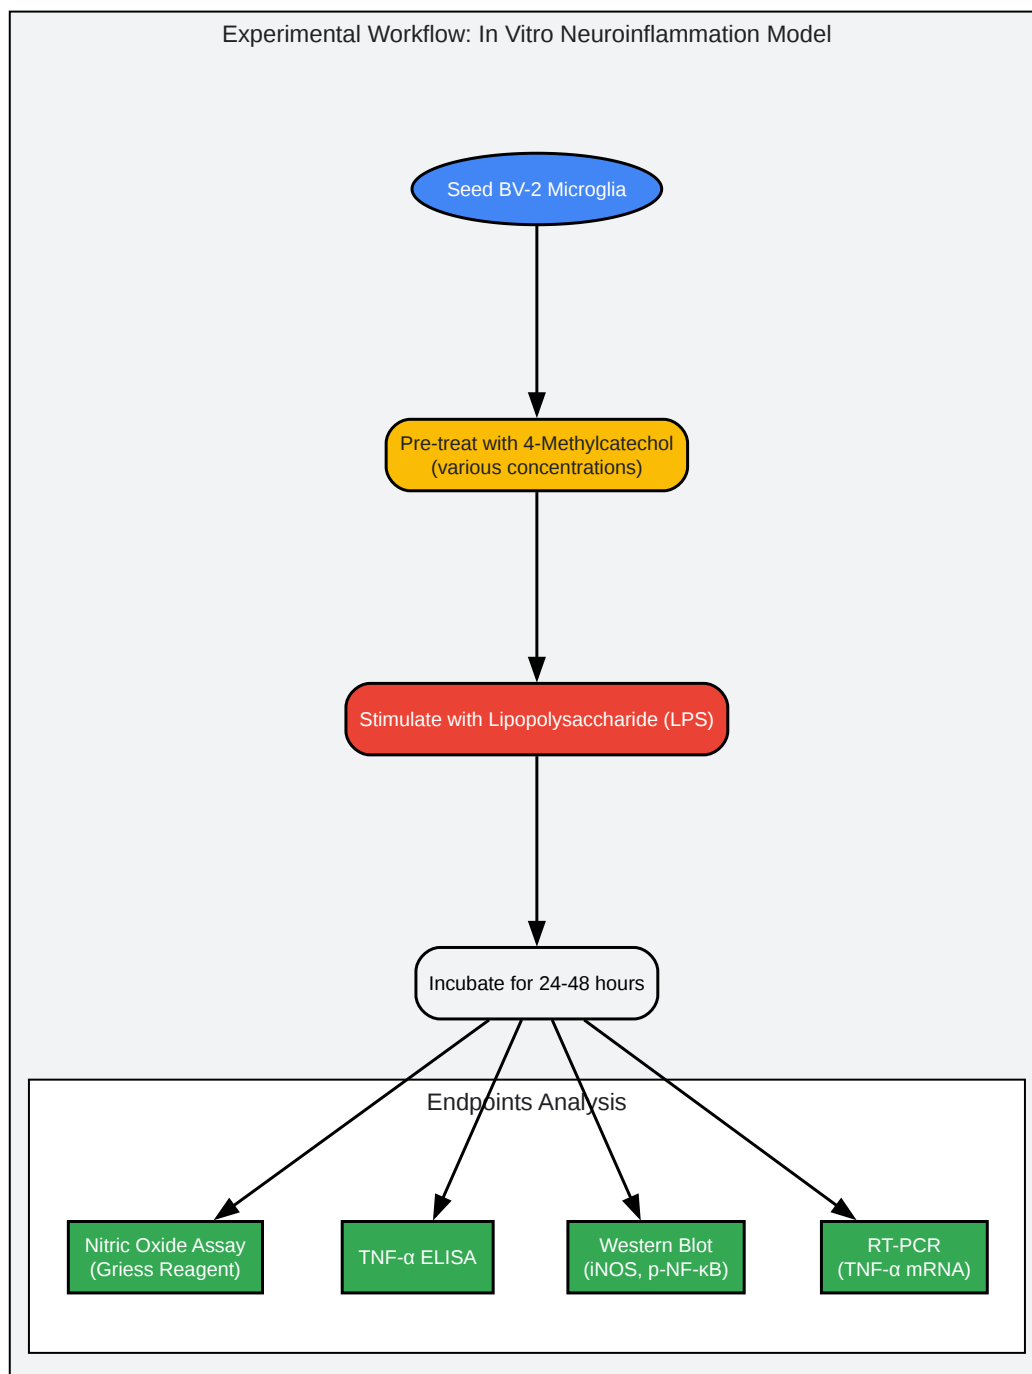 Experimental Workflow: In Vitro Neuroinflammation Model
Seed BV-2 Microglia
Pre-treat with 4-Methylcatechol
(various concentrations)
Stimulate with Lipopolysaccharide (LPS)
Incubate for 24-48 hours
Endpoints Analysis
Nitric Oxide Assay
(Griess Reagent)
TNF-α ELISA
Western Blot
(iNOS, p-NF-κB)
RT-PCR
(TNF-α mRNA)